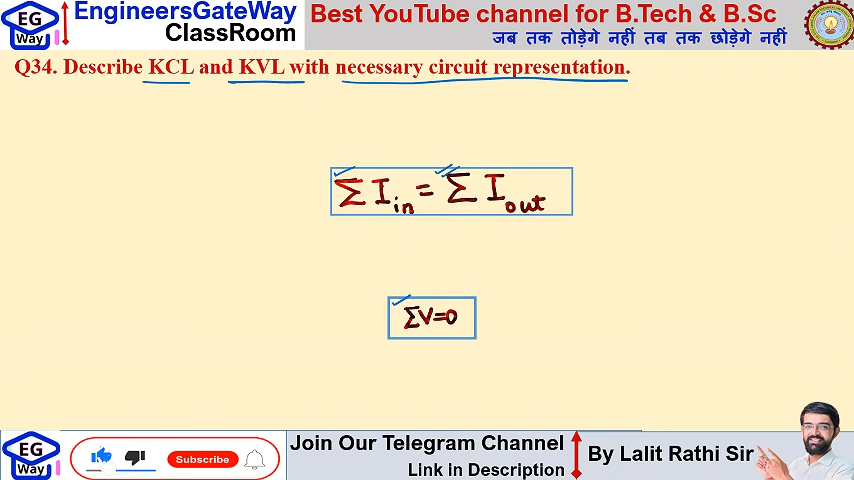 EG
Way
EngineersGateWay
ClassRoom
Best YouTube channel for B.Tech & B.Sc
जब तक तोड़ेगे नहीं तब तक छोड़ेगे नहीं
Q34. Describe KCL and KVL with necessary circuit representation.
Σ I_in = Σ I_out
ΣV=0
EG
Way
Subscribe
Join Our Telegram Channel
Link in Description
By Lalit Rathi Sir